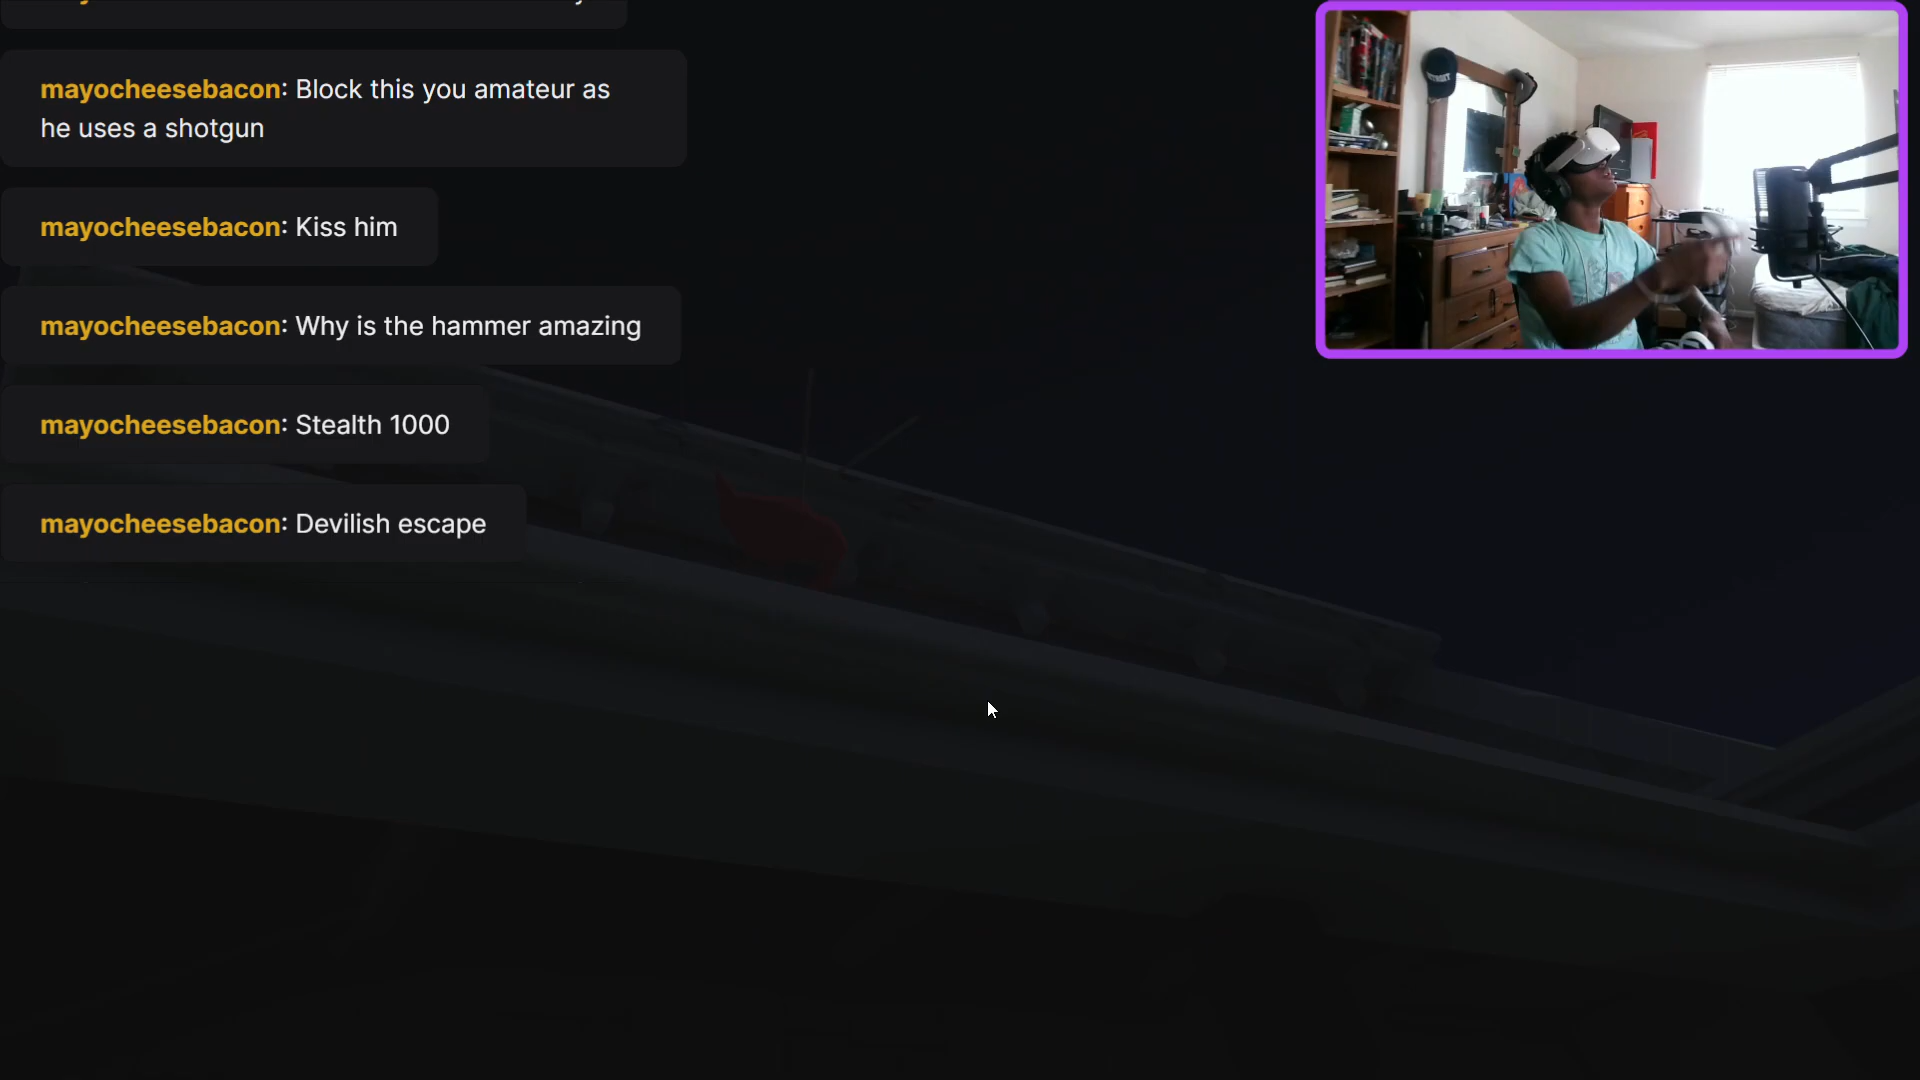 mayocheesebacon: Block this you amateur as
he uses a shotgun
mayocheesebacon: Kiss him
mayocheesebacon: Why is the hammer amazing
mayocheesebacon: Stealth 1000
mayocheesebacon: Devilish escape
DETROIT